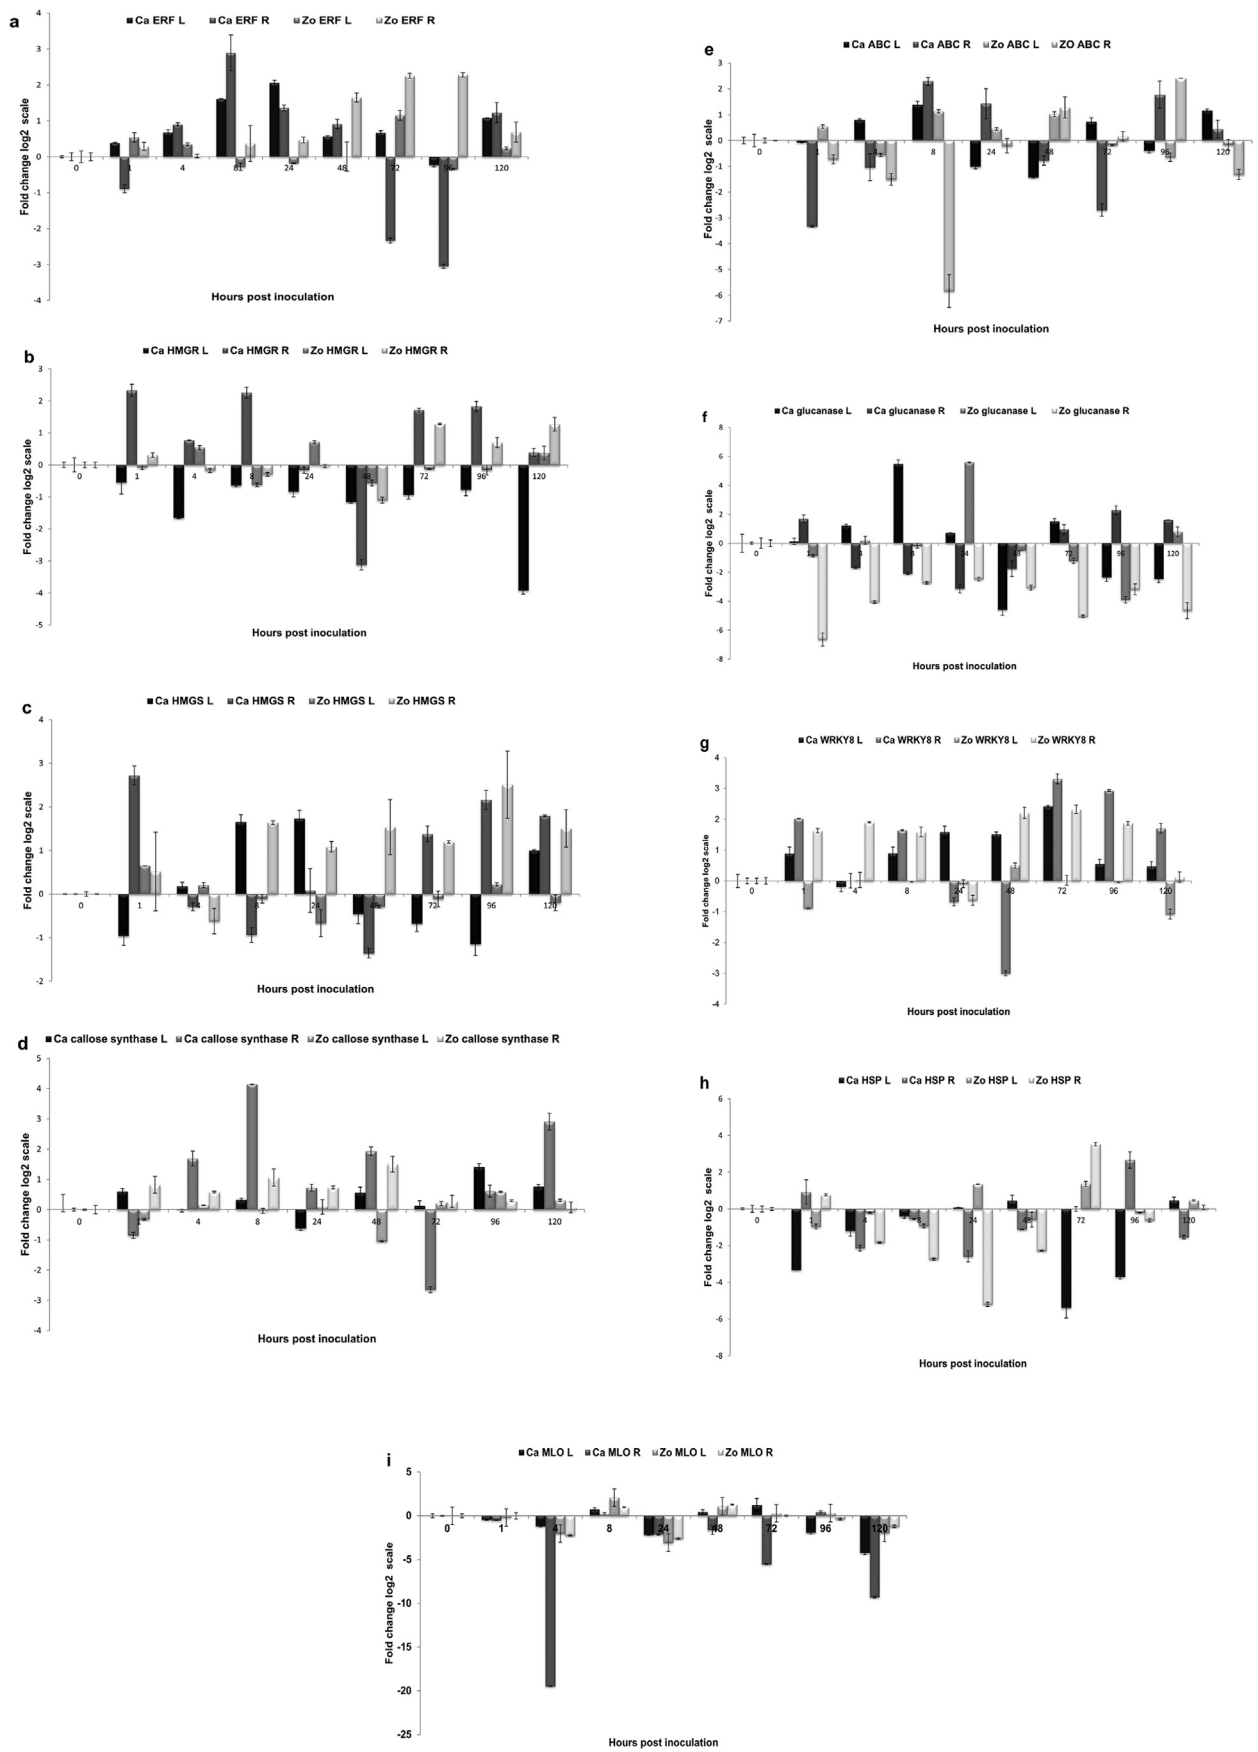 a
Ca ERF L Ca ERF R Zo ERF L Zo ERF R
Fold change log2 scale
4
3
2
1
0
-1
-2
-3
-4
0 1 4 8 24 48 72 96 120
Hours post inoculation
b
Ca HMGR L Ca HMGR R Zo HMGR L Zo HMGR R
Fold change log2 scale
3
2
1
0
-1
-2
-3
-4
-5
0 1 4 8 24 48 72 96 120
Hours post inoculation
c
Ca HMGS L Ca HMGS R Zo HMGS L Zo HMGS R
Fold change log2 scale
4
3
2
1
0
-1
-2
0 1 4 8 24 48 72 96 120
Hours post inoculation
d
Ca callose synthase L Ca callose synthase R Zo callose synthase L Zo callose synthase R
Fold change log2 scale
5
4
3
2
1
0
-1
-2
-3
-4
0 1 4 8 24 48 72 96 120
Hours post inoculation
e
Ca ABC L Ca ABC R Zo ABC L ZO ABC R
Fold change log2 scale
3
2
1
0
-1
-2
-3
-4
-5
-6
-7
0 1 4 8 24 48 72 96 120
Hours post inoculation
f
Ca glucanase L Ca glucanase R Zo glucanase L Zo glucanase R
Fold change log2 scale
8
6
4
2
0
-2
-4
-6
-8
0 1 4 8 24 48 72 96 120
Hours post inoculation
g
Ca WRKY8 L Ca WRKY8 R Zo WRKY8 L Zo WRKY8 R
Fold change log2 scale
4
3
2
1
0
-1
-2
-3
-4
0 1 4 8 24 48 72 96 120
Hours post inoculation
h
Ca HSP L Ca HSP R Zo HSP L Zo HSP R
Fold change log2 scale
6
4
2
0
-2
-4
-6
-8
0 1 4 8 24 48 72 96 120
Hours post inoculation
i
Ca MLO L Ca MLO R Zo MLO L Zo MLO R
Fold change log2 scale
5
0
-5
-10
-15
-20
-25
0 1 4 8 24 48 72 96 120
Hours post inoculation